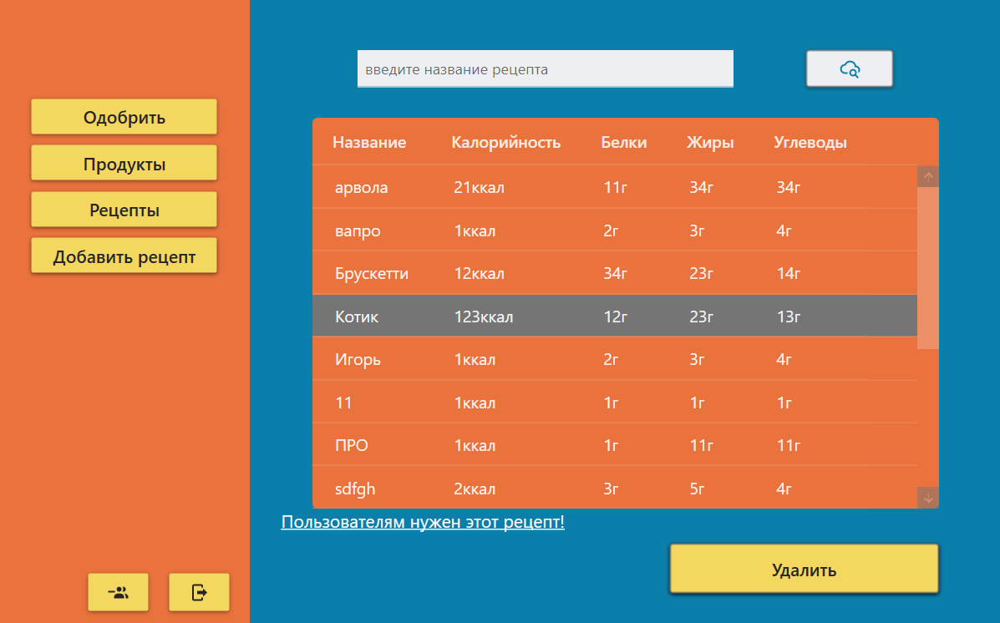 введите название рецепта
Одобрить
Продукты
Рецепты
Добавить рецепт
Название Калорийность Белки Жиры Углеводы
арвола 21ккал 11г 34г 34г
вапро 1ккал 2г 3г 4г
Брускетти 12ккал 34г 23г 14г
Котик 123ккал 12г 23г 13г
Игорь 1ккал 2г 3г 4г
11 1ккал 1г 1г 1г
ПРО 1ккал 1г 11г 11г
sdfgh 2ккал 3г 5г 4г
Пользователям нужен этот рецепт!
Удалить